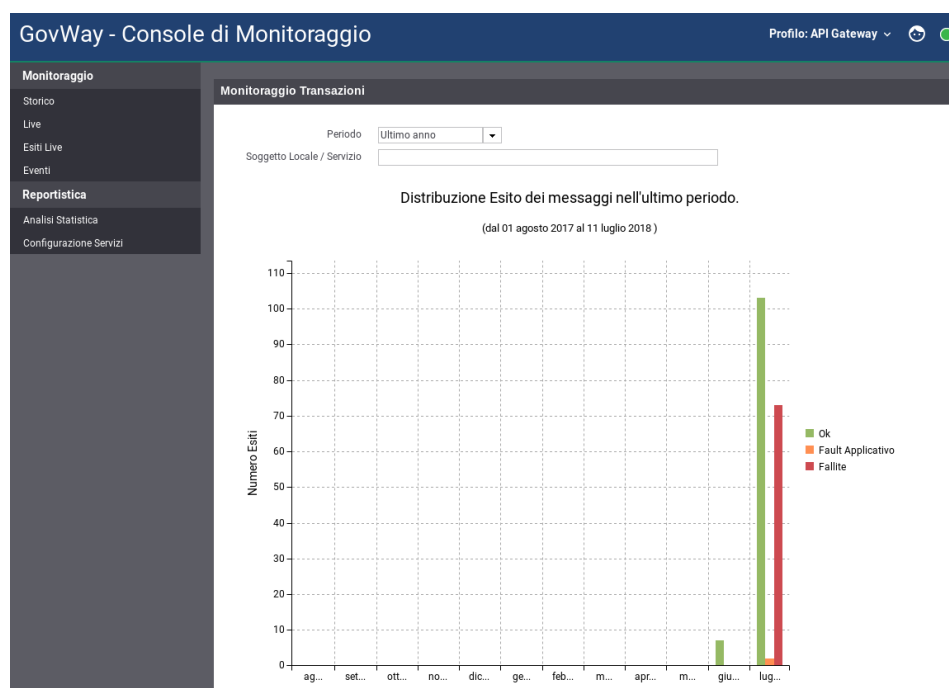 GovWay - Console di Monitoraggio
Profilo: API Gateway
Monitoraggio
Storico
Live
Esiti Live
Eventi
Reportistica
Analisi Statistica
Configurazione Servizi
Monitoraggio Transazioni
Periodo Ultimo anno
Soggetto Locale / Servizio
Distribuzione Esito dei messaggi nell'ultimo periodo.
(dal 01 agosto 2017 al 11 luglio 2018 )
Numero Esiti
110
100
90
80
70
60
50
40
30
20
10
0
ag... set... ott... no... dic... ge... feb... m... apr... m... giu... lug...
Ok
Fault Applicativo
Fallite